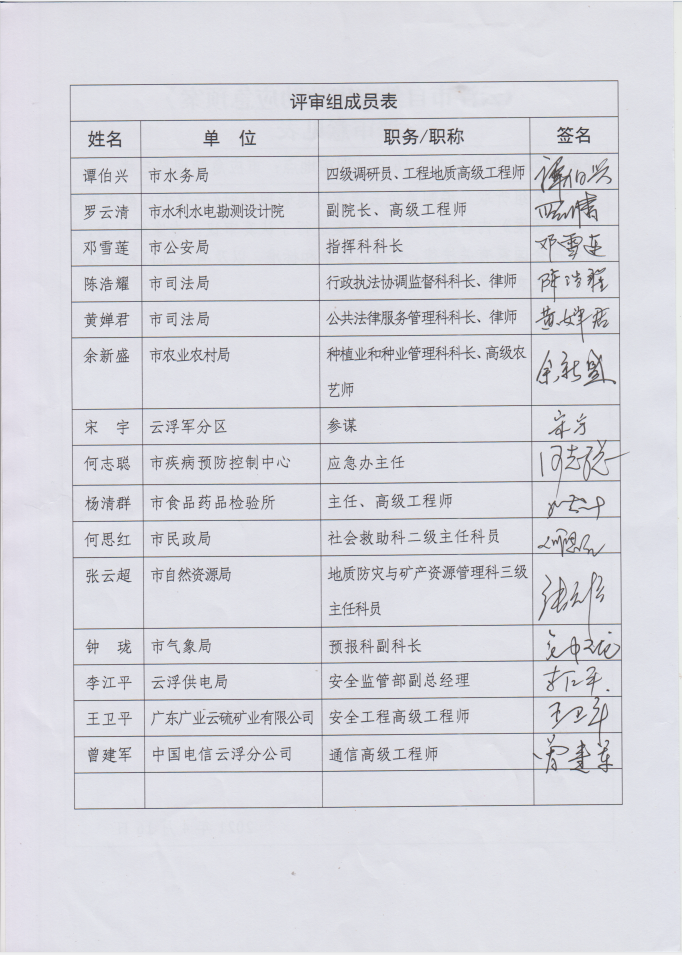 评审组成员表
姓名 单 位 职务/职称 签名
谭伯兴 市水务局 四级调研员、工程地质高级工程师 谭伯兴
罗云清 市水利水电勘测设计院 副院长、高级工程师
邓雪莲 市公安局 指挥科科长 邓雪莲
陈浩耀 市司法局 行政执法协调监督科科长、律师 陈浩耀
黄婵君 市司法局 公共法律服务管理科科长、律师 黄婵君
余新盛 市农业农村局 种植业和种业管理科科长、高级农
艺师 余新盛
宋 宇 云浮军分区 参谋 宋宇
何志聪 市疾病预防控制中心 应急办主任 何志聪
杨清群 市食品药品检验所 主任、高级工程师
何思红 市民政局 社会救助科二级主任科员
张云超 市自然资源局 地质防灾与矿产资源管理科三级
主任科员
钟 珑 市气象局 预报科副科长
李江平 云浮供电局 安全监管部副总经理 李江平
王卫平 广东广业云硫矿业有限公司 安全工程高级工程师 王卫平
曾建军 中国电信云浮分公司 通信高级工程师 曾建军